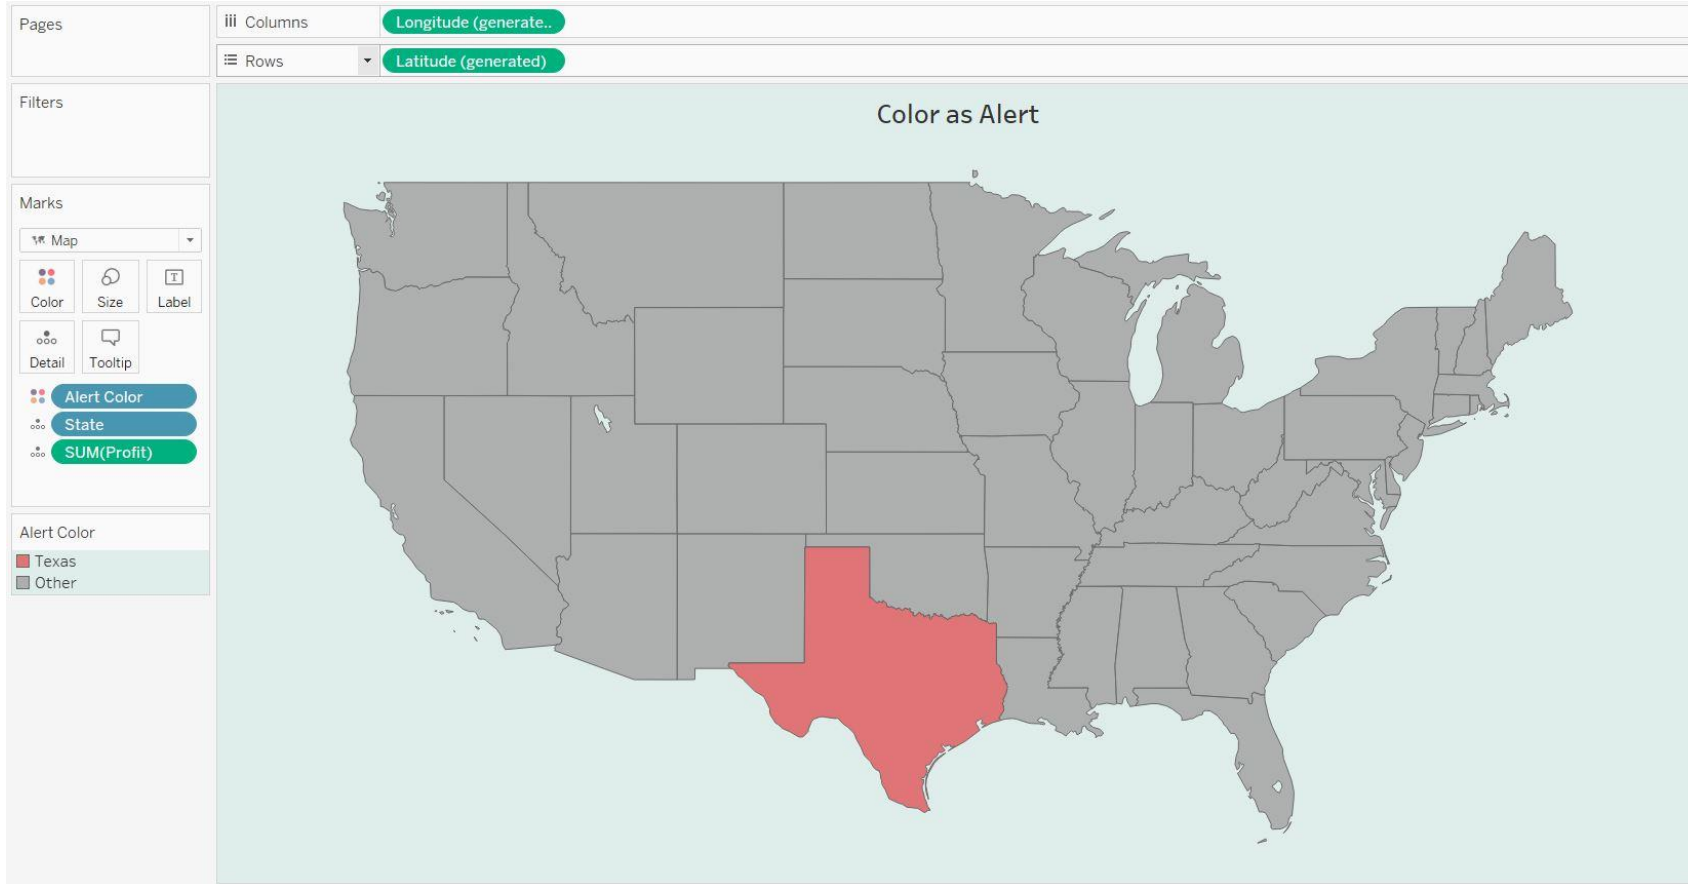 Pages
Columns
Longitude (generate..
Rows
Latitude (generated)
Filters
Color as Alert
Marks
Map
Color
Size
T
Label
Detail
Tooltip
Alert Color
State
SUM(Profit)
Alert Color
Texas
Other